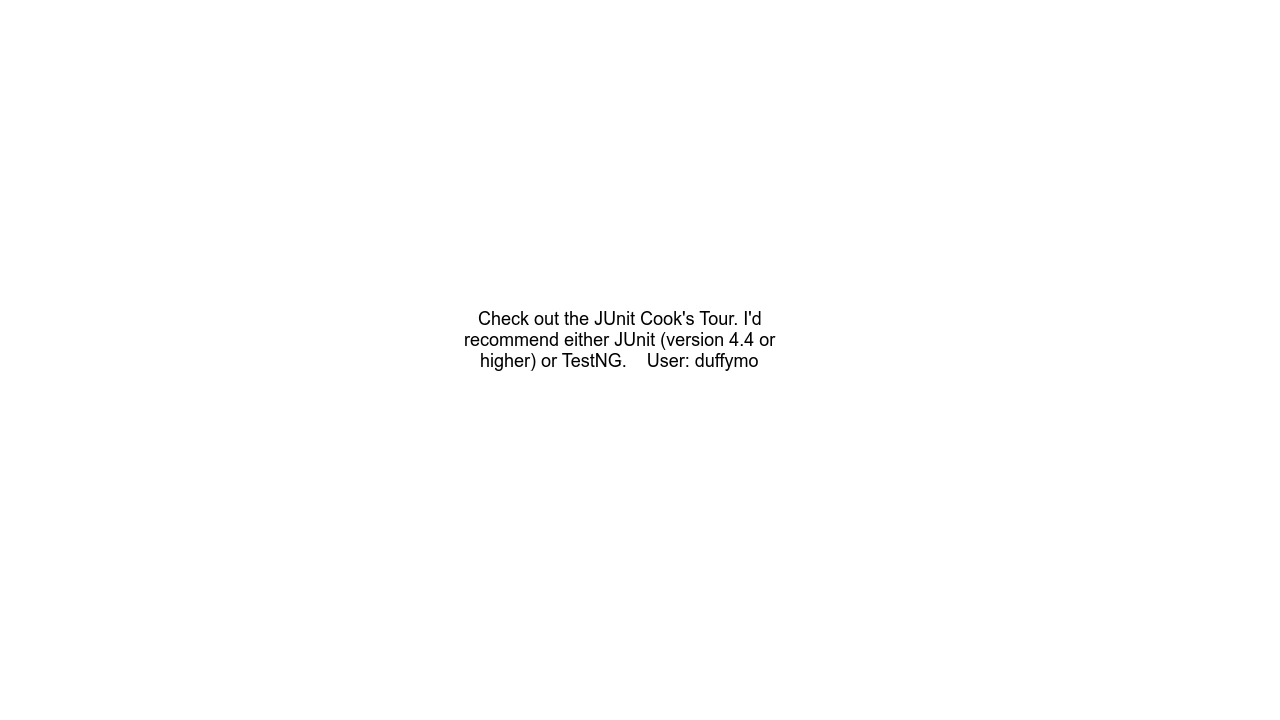 Check out the JUnit Cook's Tour. I'd
recommend either JUnit (version 4.4 or
higher) or TestNG.    User: duffymo